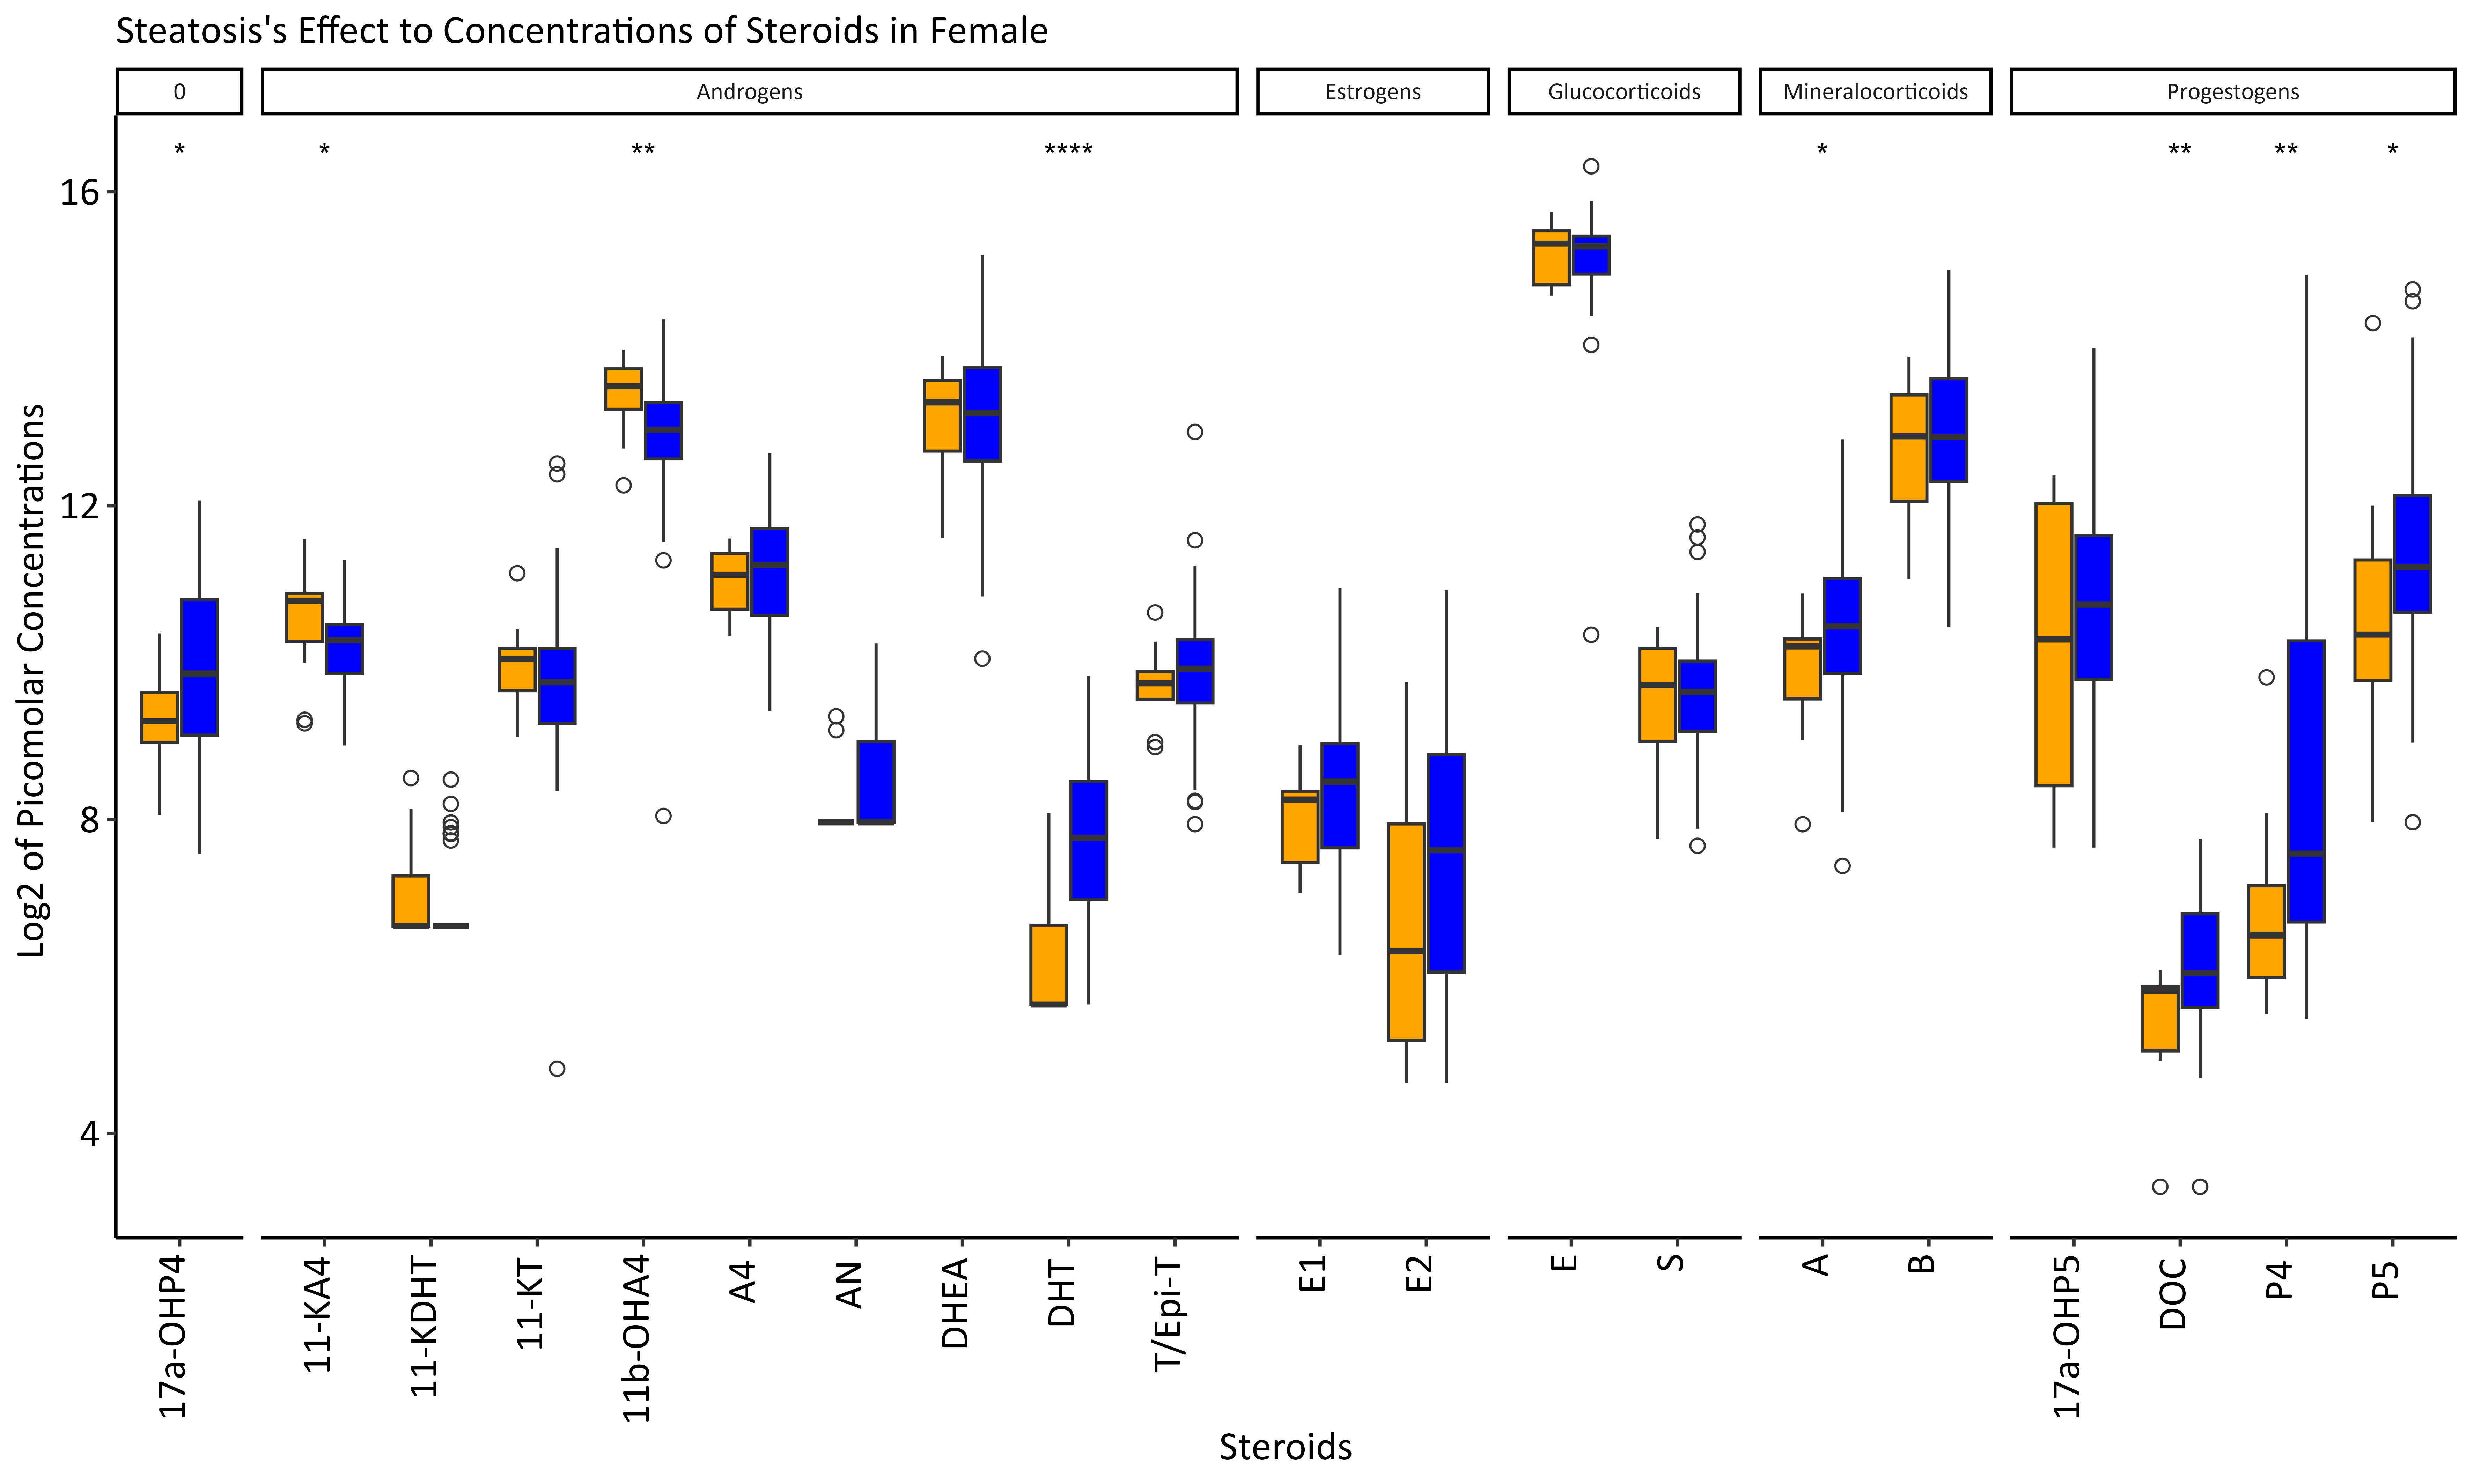 Steatosis's Effect to Concentrations of Steroids in Female
0 Androgens Estrogens Glucocorticoids Mineralocorticoids Progestogens
* * ** **** * ** ** *
16
12
8
4
Log2 of Picomolar Concentrations
17a-OHP4 11-KA4 11-KDHT 11-KT 11b-OHA4 A4 AN DHEA DHT T/Epi-T E1 E2 E S A B 17a-OHP5 DOC P4 P5
Steroids